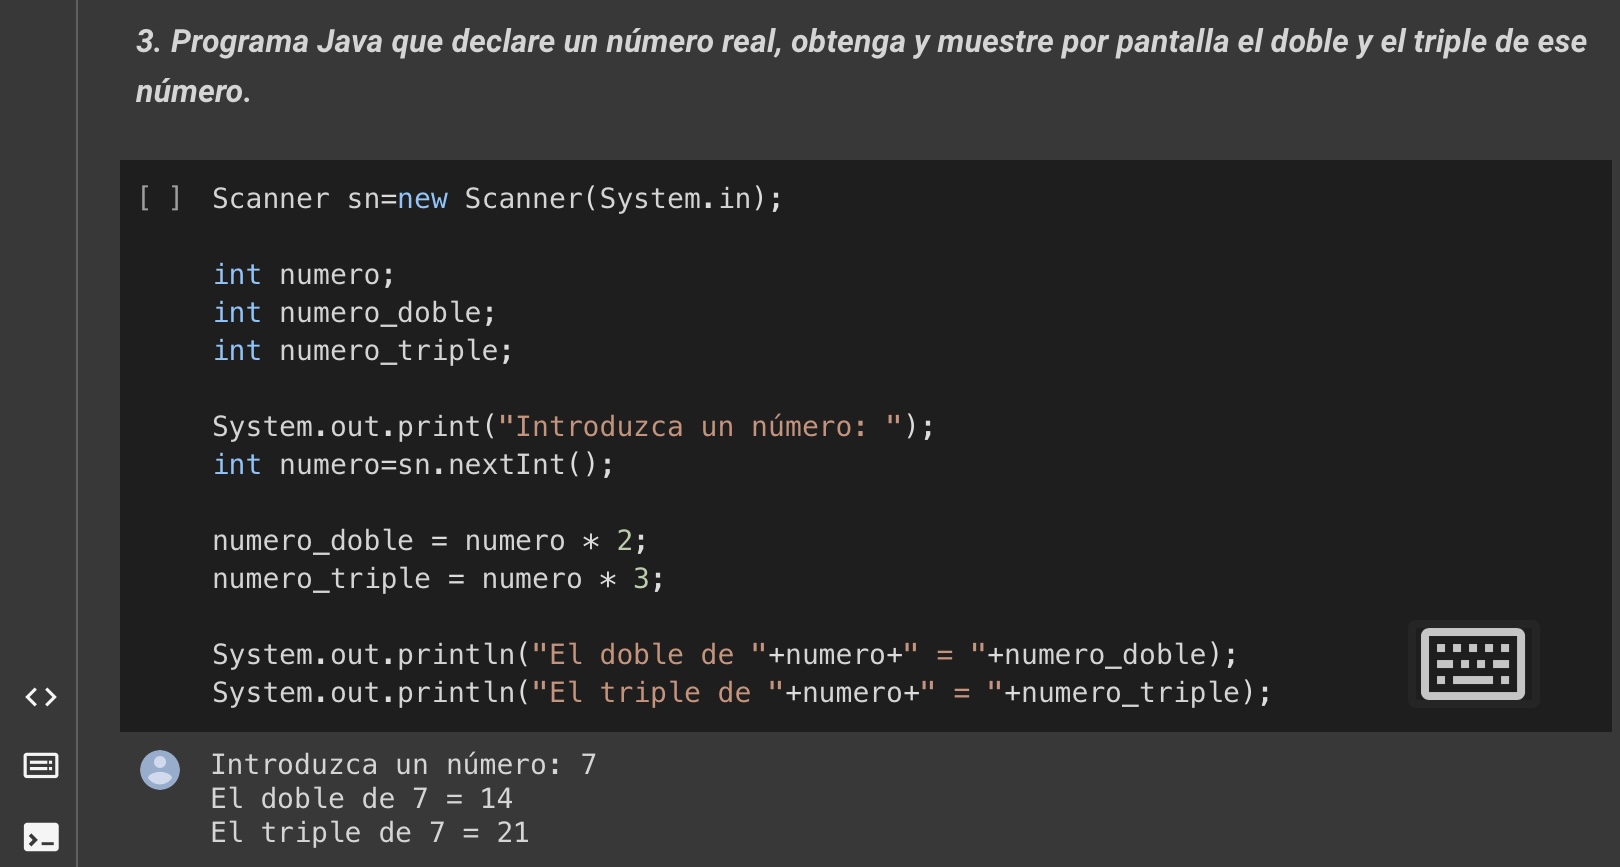 3. Programa Java que declare un número real, obtenga y muestre por pantalla el doble y el triple de ese
número.
[ ] Scanner sn=new Scanner(System.in);
int numero;
int numero_doble;
int numero_triple;
System.out.print("Introduzca un número: ");
int numero=sn.nextInt();
numero_doble = numero * 2;
numero_triple = numero * 3;
System.out.println("El doble de "+numero+" = "+numero_doble);
System.out.println("El triple de "+numero+" = "+numero_triple);
Introduzca un número: 7
El doble de 7 = 14
El triple de 7 = 21